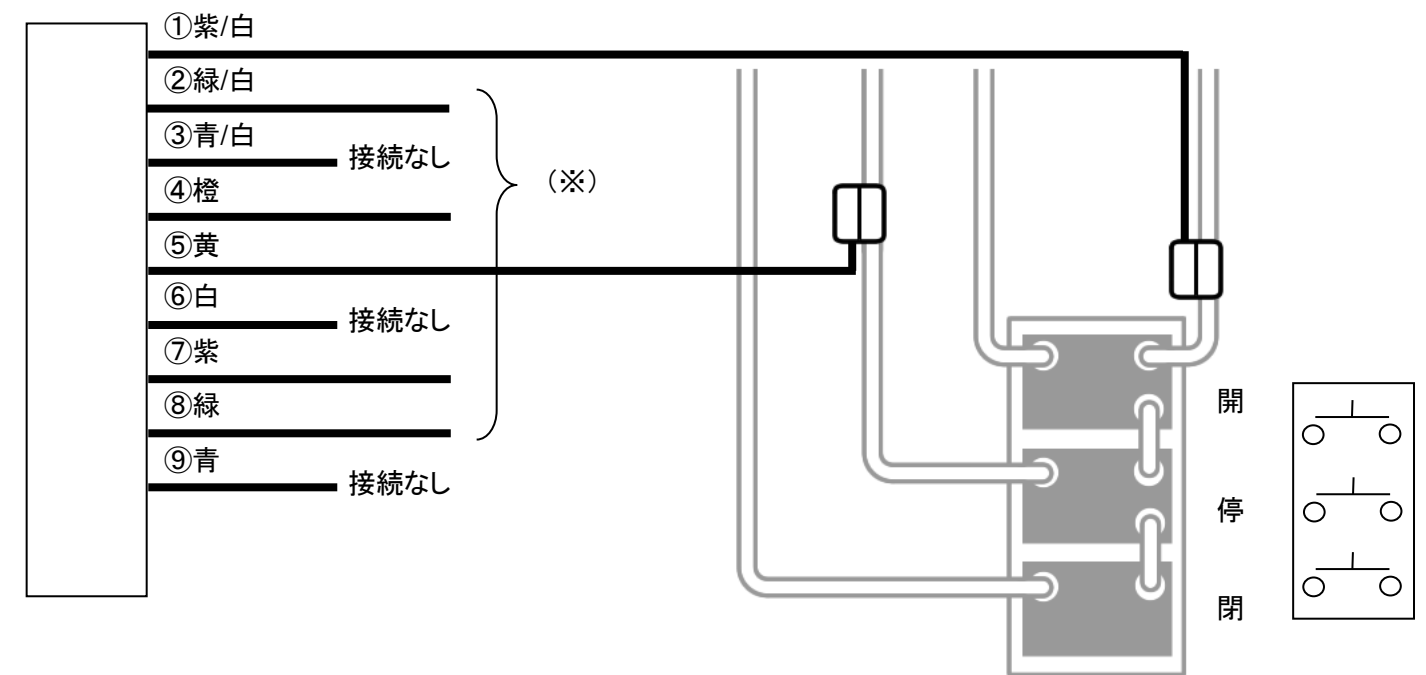 ①紫/白
②緑/白
③青/白
接続なし
④橙
(※)
⑤黄
⑥白
接続なし
⑦紫
⑧緑
⑨青
接続なし
開
停
閉